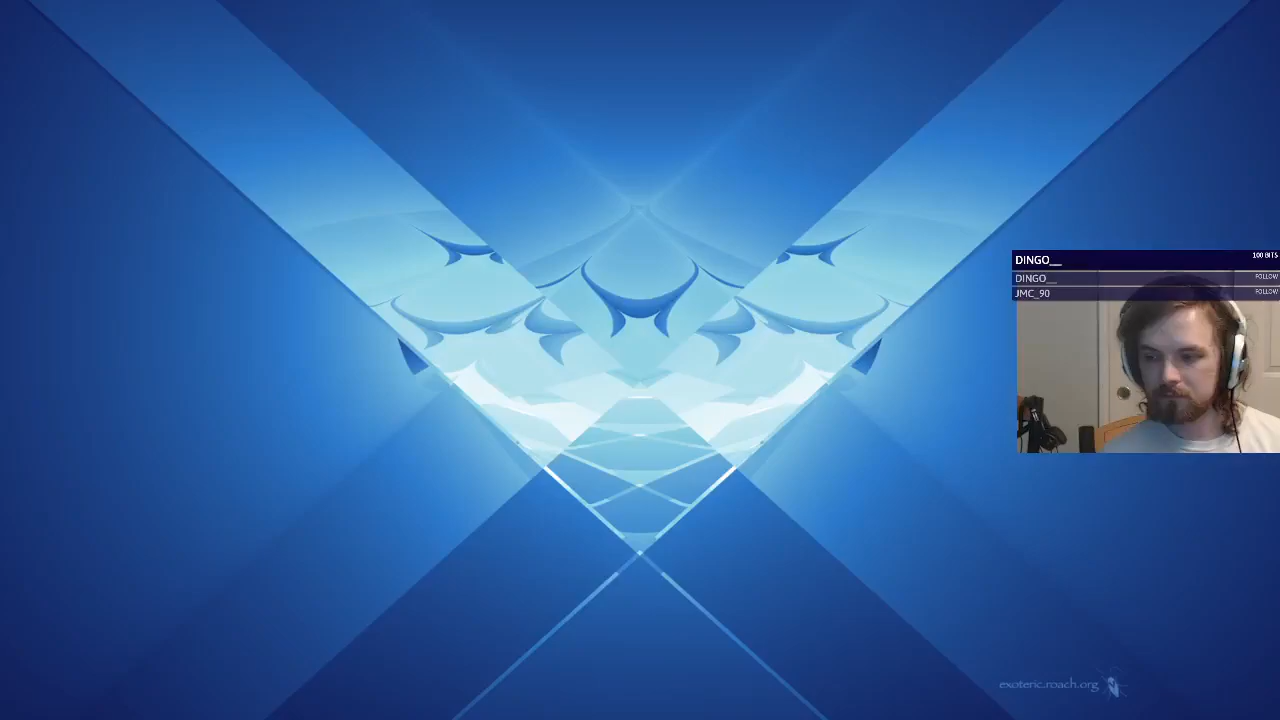 DINGO__ 100 BITS
DINGO__ FOLLOW
JMC_90 FOLLOW
exoteric.roach.org